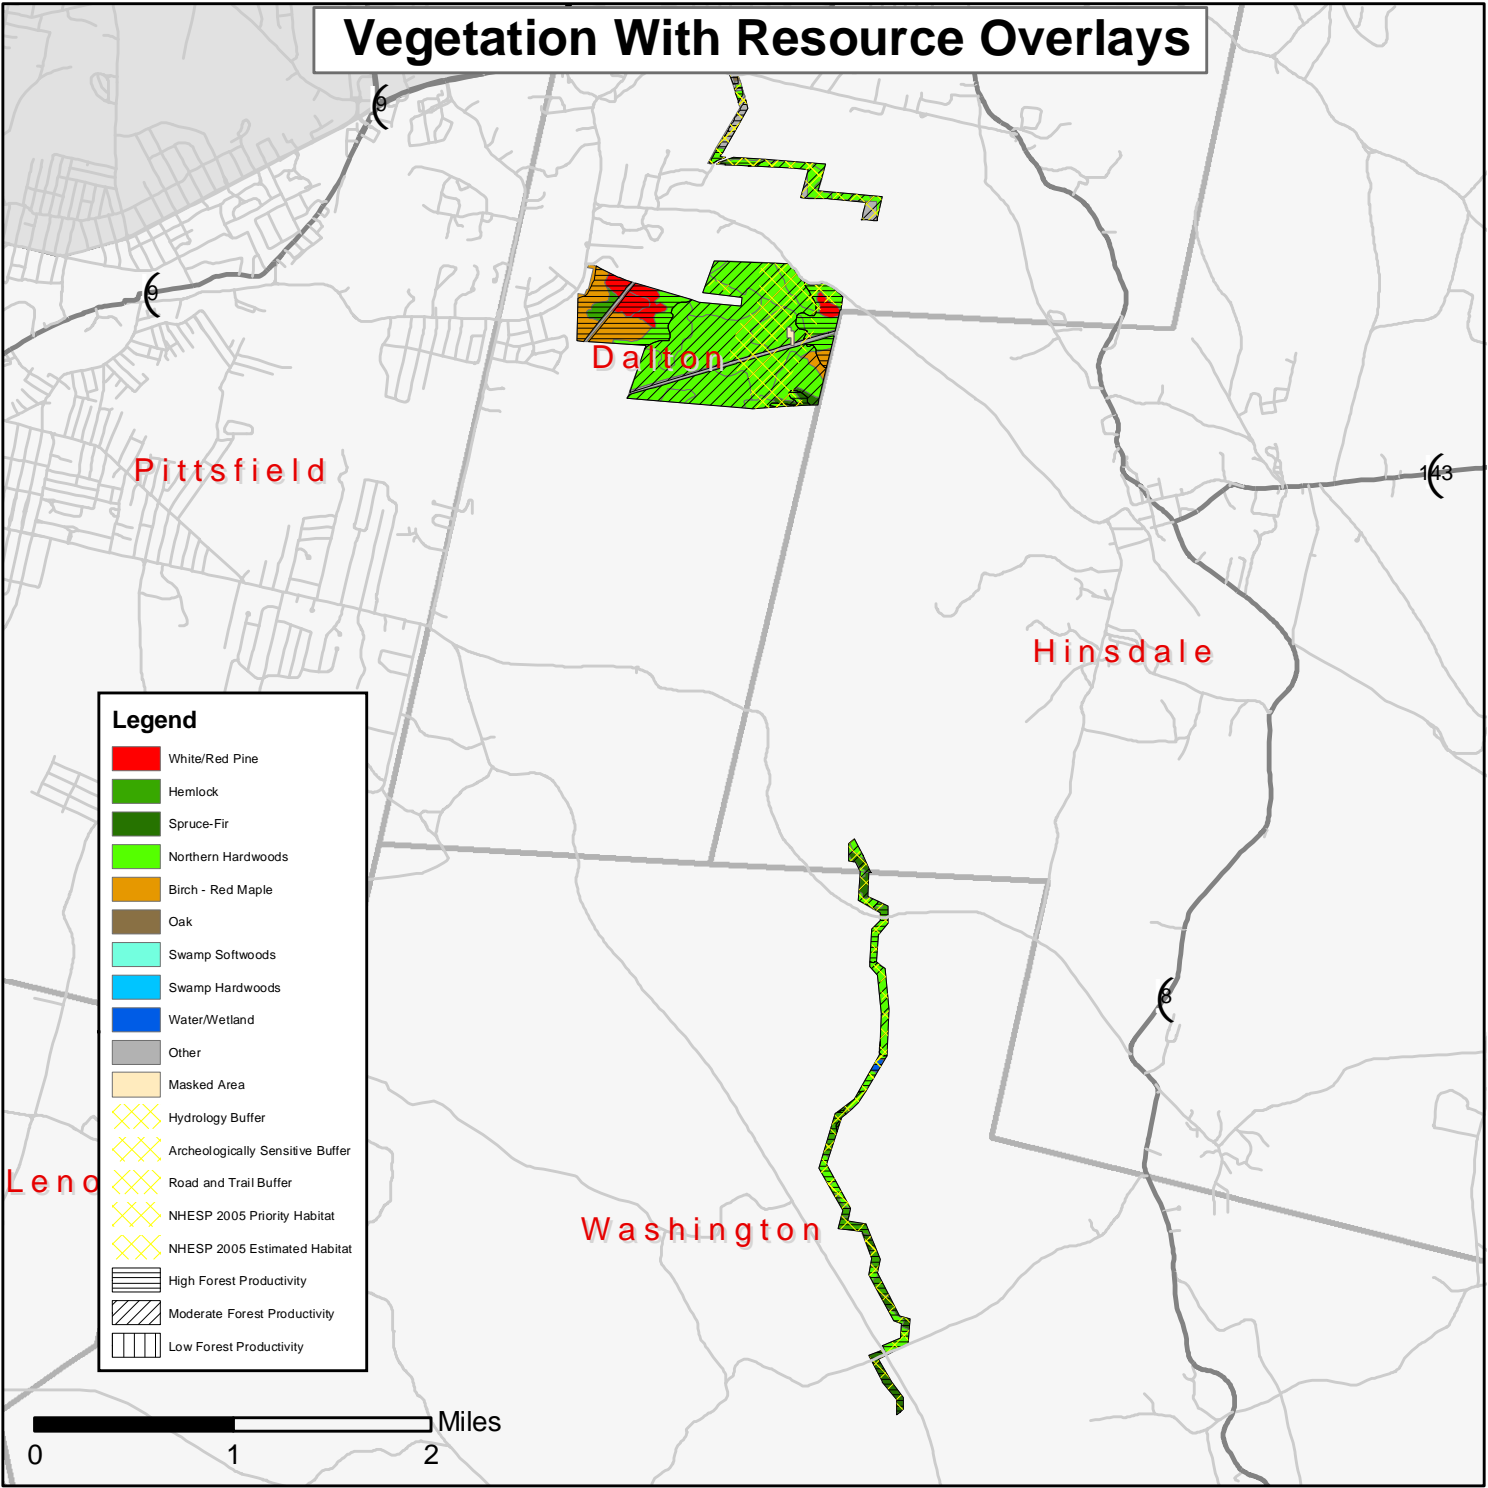 Vegetation With Resource Overlays
9
9
Dalton
Pittsfield
143
Hinsdale
Legend
White/Red Pine
Hemlock
Spruce-Fir
Northern Hardwoods
Birch - Red Maple
Oak
Swamp Softwoods
Swamp Hardwoods
Water/Wetland
Other
Masked Area
Hydrology Buffer
Archeologically Sensitive Buffer
Road and Trail Buffer
NHESP 2005 Priority Habitat
NHESP 2005 Estimated Habitat
High Forest Productivity
Moderate Forest Productivity
Low Forest Productivity
8
Leno
Washington
Miles
0 1 2